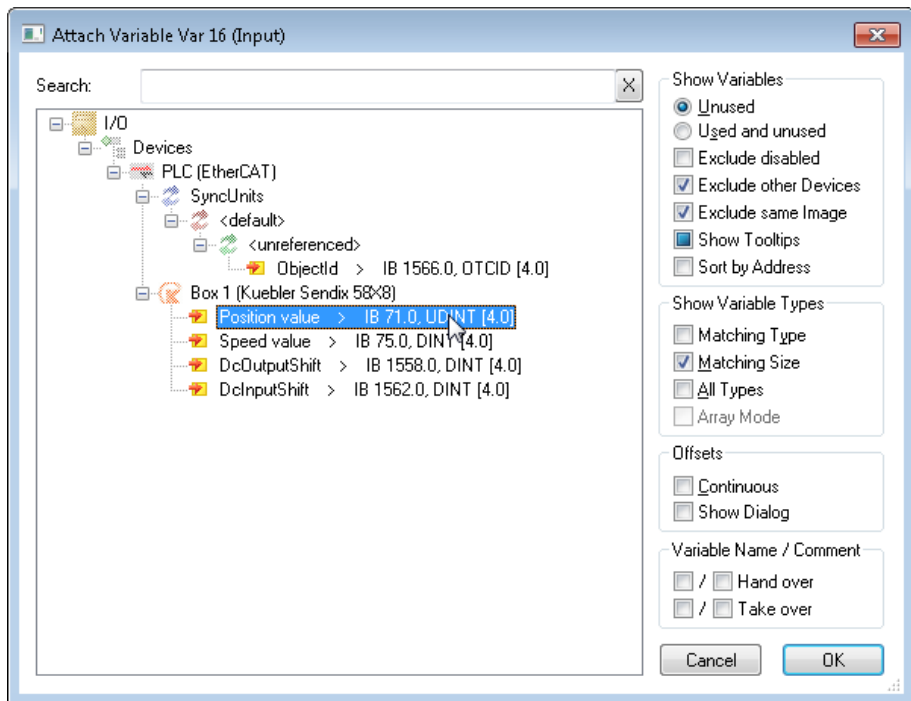 Attach Variable Var 16 (Input)
Search:
X
I/O
Devices
PLC (EtherCAT)
SyncUnits
<default>
<unreferenced>
ObjectId > IB 1566.0, OTCID [4.0]
Box 1 (Kuebler Sendix 58X8)
Position value > IB 71.0, UDINT [4.0]
Speed value > IB 75.0, DINT [4.0]
DcOutputShift > IB 1558.0, DINT [4.0]
DcInputShift > IB 1562.0, DINT [4.0]
Show Variables
Unused
Used and unused
Exclude disabled
Exclude other Devices
Exclude same Image
Show Tooltips
Sort by Address
Show Variable Types
Matching Type
Matching Size
All Types
Array Mode
Offsets
Continuous
Show Dialog
Variable Name / Comment
/ Hand over
/ Take over
Cancel
OK